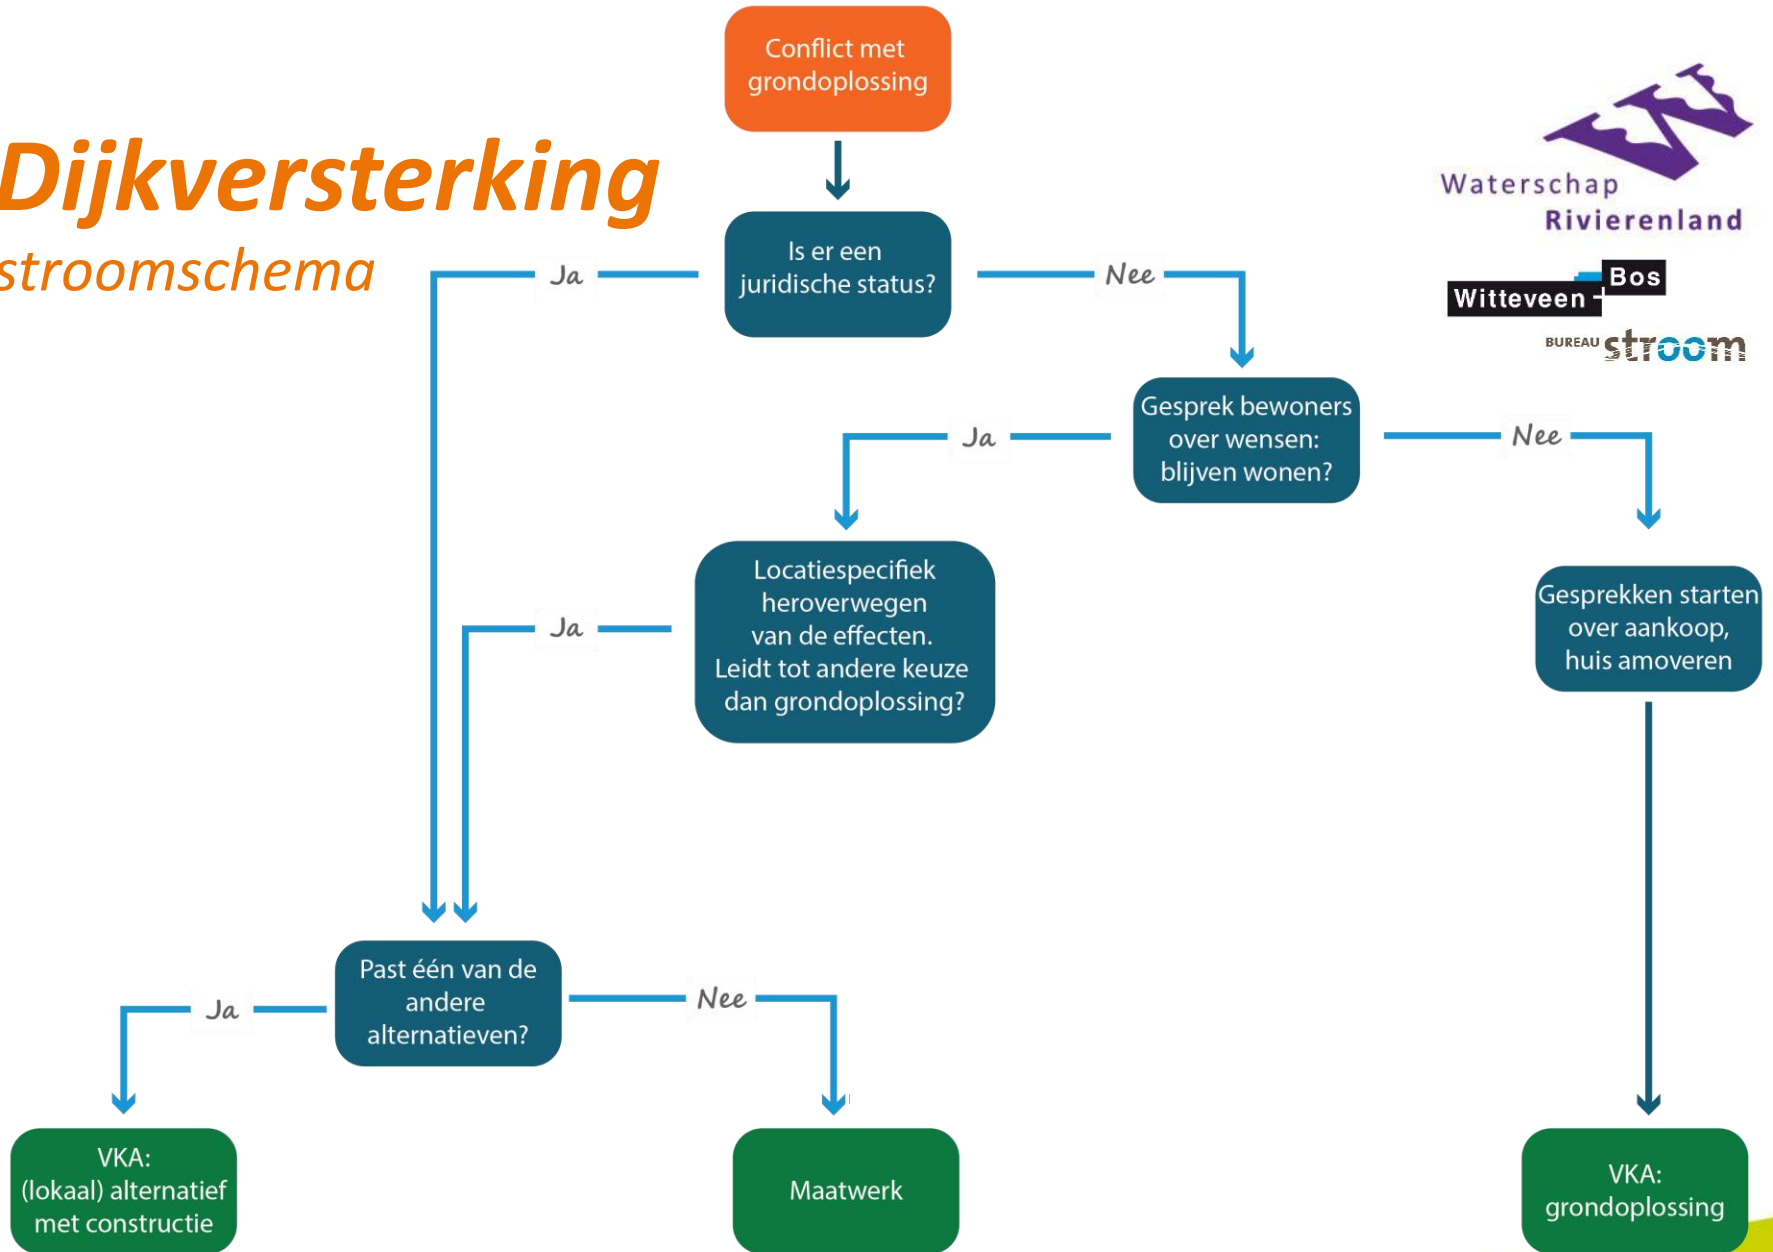 Conflict met
grondoplossing
Dijkversterking
stroomschema
Waterschap
Rivierenland
Witteveen + Bos
BUREAU stroom
Is er een
juridische status?
Ja
Nee
Gesprek bewoners
over wensen:
blijven wonen?
Ja
Nee
Locatiespecifiek
heroverwegen
van de effecten.
Leidt tot andere keuze
dan grondoplossing?
Ja
Gesprekken starten
over aankoop,
huis amoveren
Past één van de
andere
alternatieven?
Ja
Nee
VKA:
(lokaal) alternatief
met constructie
Maatwerk
VKA:
grondoplossing